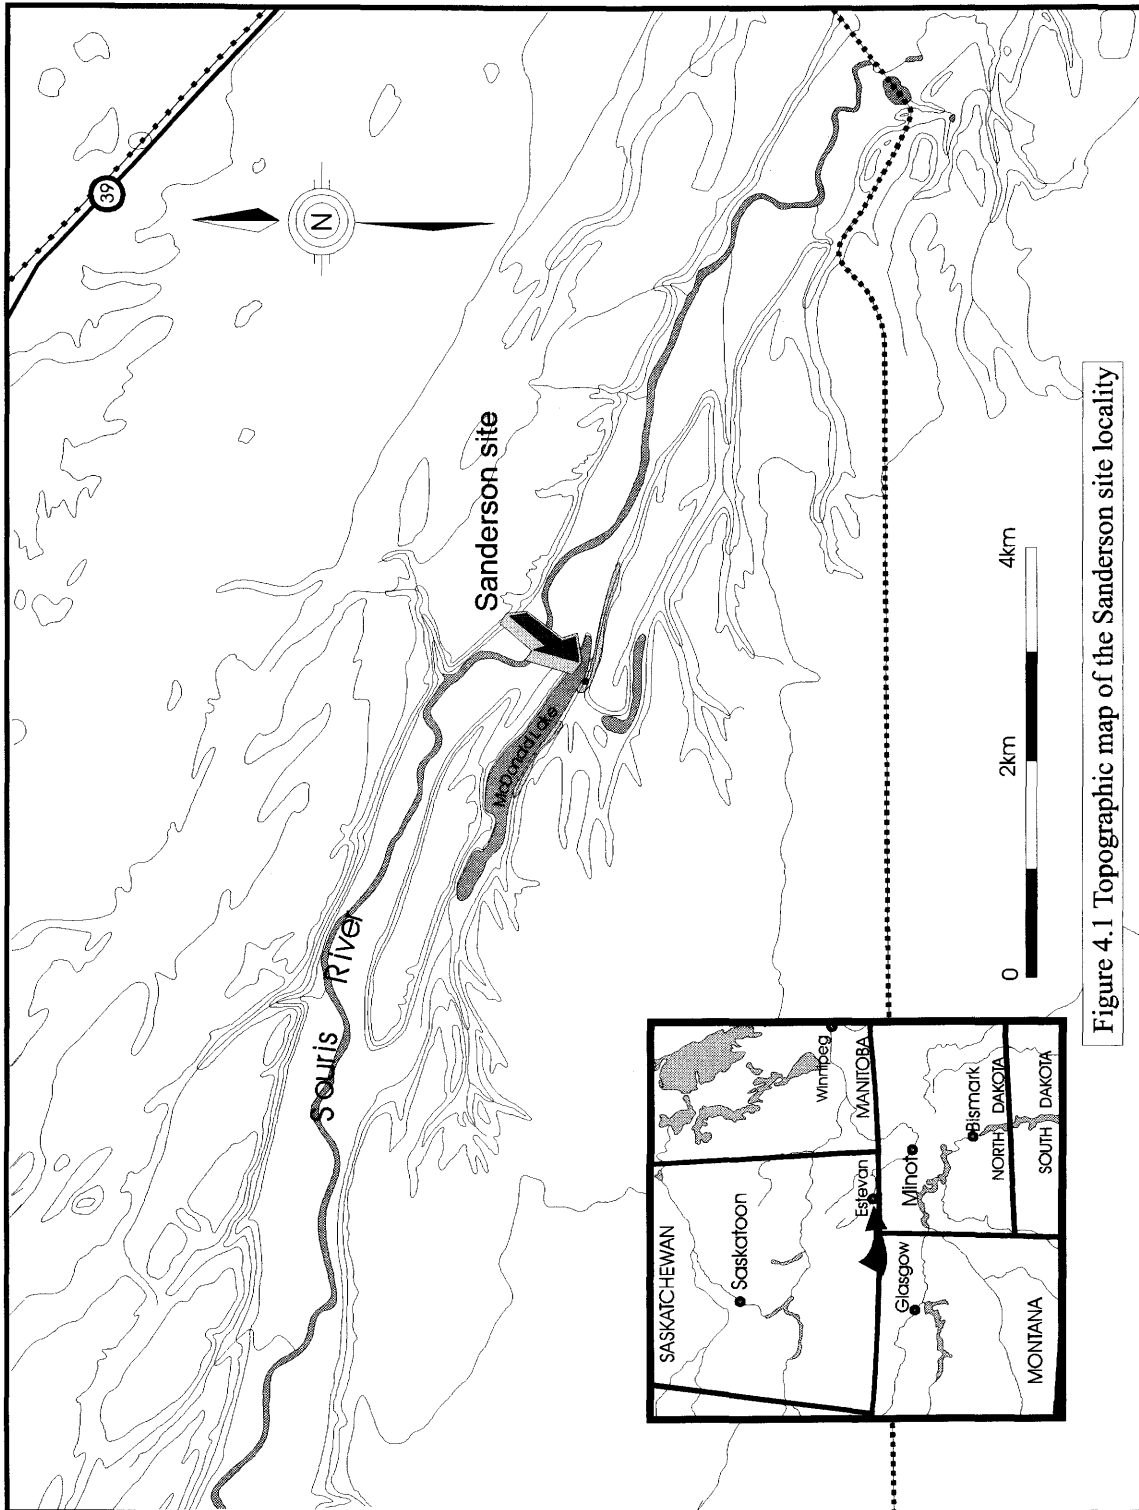 39
N
Sanderson site
McDonald Lake
Souris River
0 2km 4km
SASKATCHEWAN
Saskatoon
Winnipeg
MANITOBA
Estevan
Minot
Glasgow
Bismark
NORTH DAKOTA
SOUTH DAKOTA
MONTANA
Figure 4.1 Topographic map of the Sanderson site locality